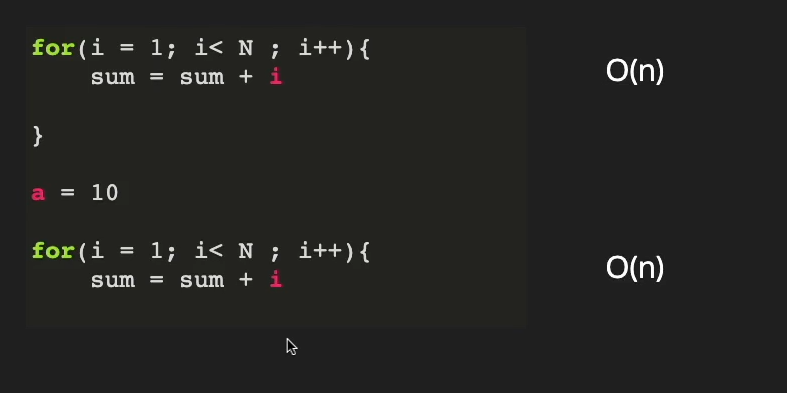 for(i = 1; i< N ; i++){
O(n)
sum = sum + i
}
a = 10
for(i = 1; i< N ; i++){
O(n)
sum = sum + i